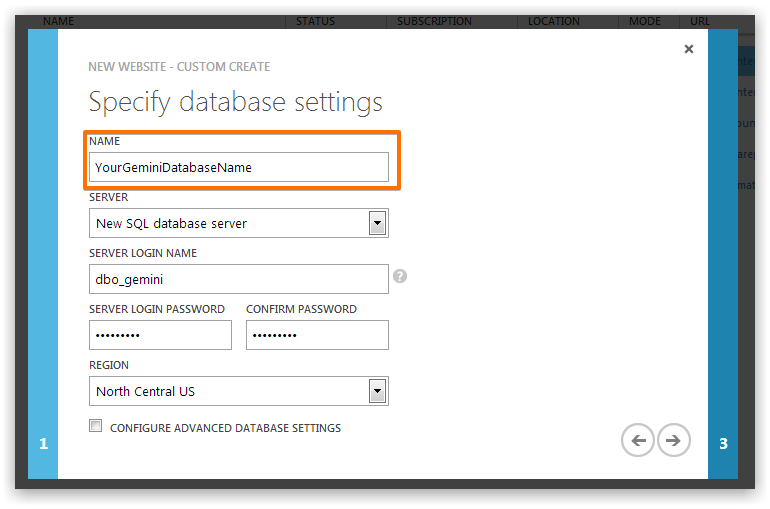 NAME STATUS SUBSCRIPTION LOCATION MODE URL
NEW WEBSITE - CUSTOM CREATE
Specify database settings
NAME
YourGeminiDatabaseName
SERVER
New SQL database server
SERVER LOGIN NAME
dbo_gemini
?
SERVER LOGIN PASSWORD CONFIRM PASSWORD
••••••••• •••••••••
REGION
North Central US
CONFIGURE ADVANCED DATABASE SETTINGS
1 3